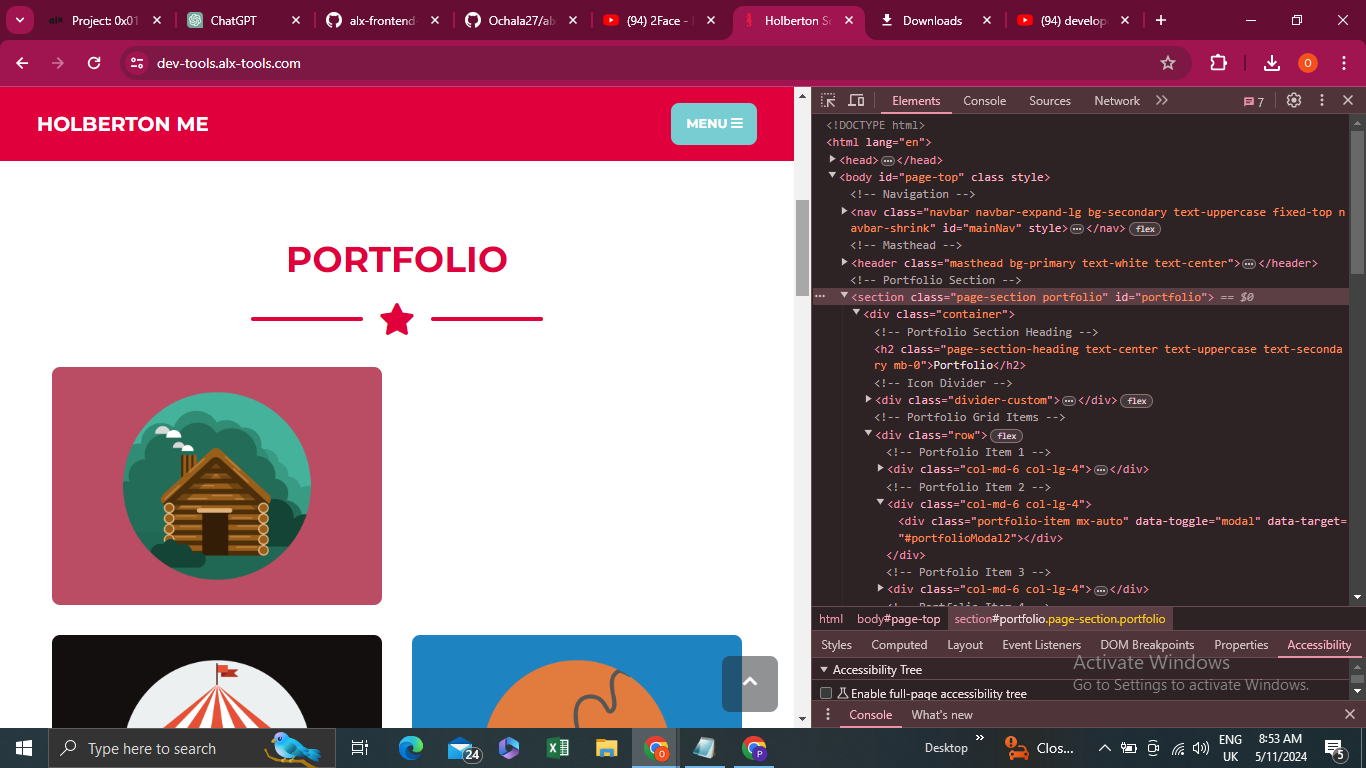 Project: 0x01
ChatGPT
alx-frontend-
Ochala27/alx
(94) 2Face -
Holberton Sc
Downloads
(94) develop
dev-tools.alx-tools.com
O
HOLBERTON ME
MENU
PORTFOLIO
Elements
Console
Sources
Network
7
<!DOCTYPE html>
<html lang="en">
<head>…</head>
<body id="page-top" class style>
<!-- Navigation -->
<nav class="navbar navbar-expand-lg bg-secondary text-uppercase fixed-top n
avbar-shrink" id="mainNav" style>…</nav> flex
<!-- Masthead -->
<header class="masthead bg-primary text-white text-center">…</header>
<!-- Portfolio Section -->
<section class="page-section portfolio" id="portfolio"> == $0
<div class="container">
<!-- Portfolio Section Heading -->
<h2 class="page-section-heading text-center text-uppercase text-seconda
ry mb-0">Portfolio</h2>
<!-- Icon Divider -->
<div class="divider-custom">…</div> flex
<!-- Portfolio Grid Items -->
<div class="row"> flex
<!-- Portfolio Item 1 -->
<div class="col-md-6 col-lg-4">…</div>
<!-- Portfolio Item 2 -->
<div class="col-md-6 col-lg-4">
<div class="portfolio-item mx-auto" data-toggle="modal" data-target=
"#portfolioModal2"></div>
</div>
<!-- Portfolio Item 3 -->
<div class="col-md-6 col-lg-4">…</div>
<!-- Portfolio Item 4 -->
html body#page-top section#portfolio.page-section.portfolio
Styles Computed Layout Event Listeners DOM Breakpoints Properties Accessibility
Accessibility Tree
Enable full-page accessibility tree
Activate Windows
Go to Settings to activate Windows.
Console What's new
Type here to search
24
O
P
Desktop
Clos...
ENG
UK
8:53 AM
5/11/2024
5